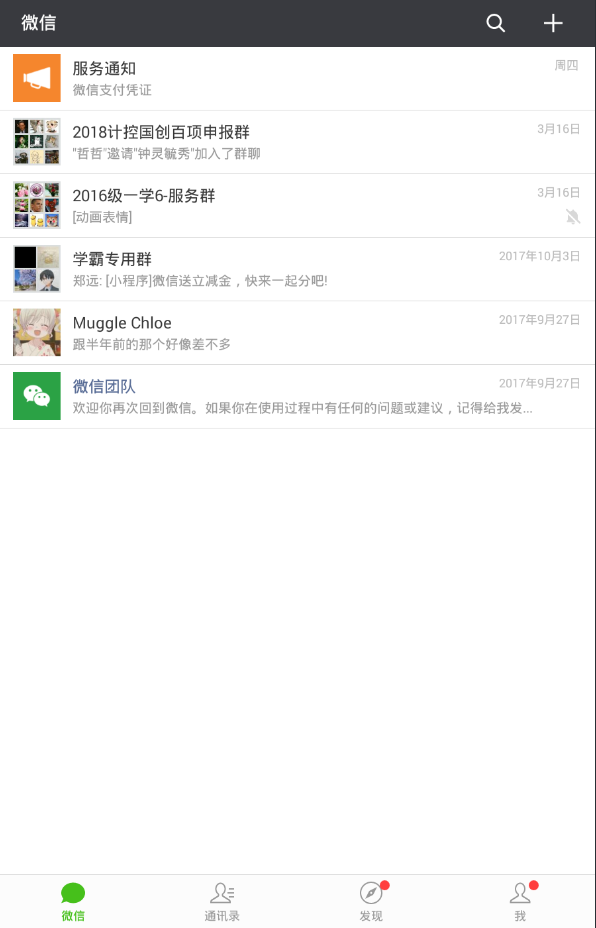 微信
服务通知
周四
微信支付凭证
2018计控国创百项申报群
3月16日
"哲哲"邀请"钟灵毓秀"加入了群聊
2016级一学6-服务群
3月16日
[动画表情]
学霸专用群
2017年10月3日
郑远: [小程序]微信送立减金，快来一起分吧!
Muggle Chloe
2017年9月27日
跟半年前的那个好像差不多
微信团队
2017年9月27日
欢迎你再次回到微信。如果你在使用过程中有任何的问题或建议，记得给我发...
微信
通讯录
发现
我